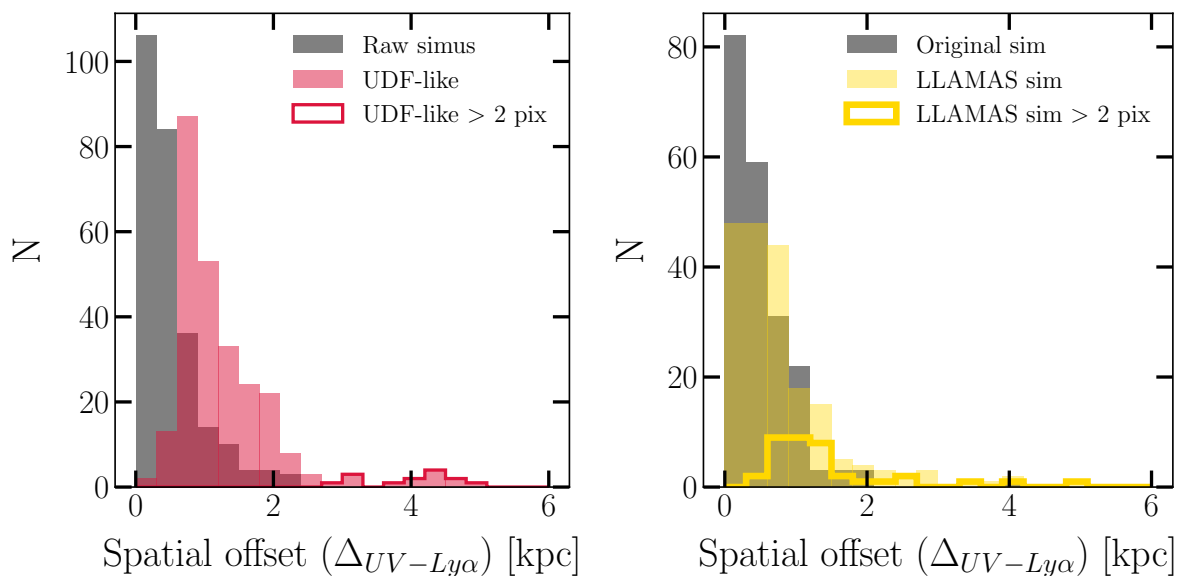 Raw simus
UDF-like
UDF-like > 2 pix
N
100
80
60
40
20
0
0
2
4
6
Spatial offset (Δ_{UV−Lyα}) [kpc]
Original sim
LLAMAS sim
LLAMAS sim > 2 pix
N
80
60
40
20
0
0
2
4
6
Spatial offset (Δ_{UV−Lyα}) [kpc]